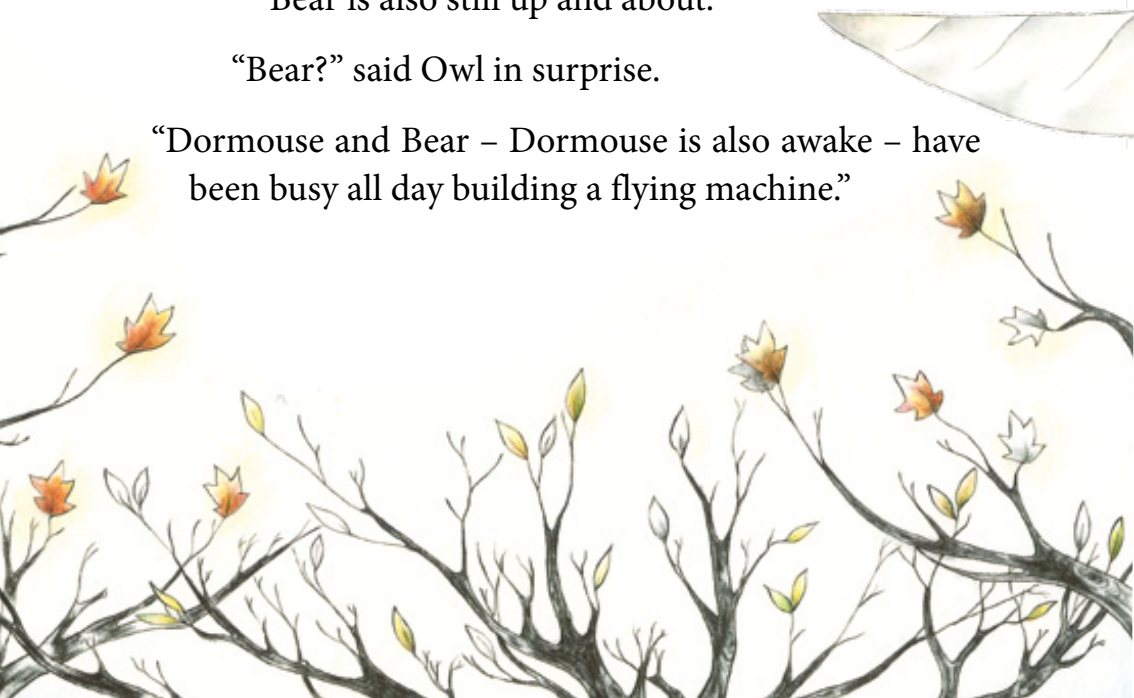 Bear is also still up and about.
“Bear?” said Owl in surprise.
“Dormouse and Bear – Dormouse is also awake – have
been busy all day building a flying machine.”